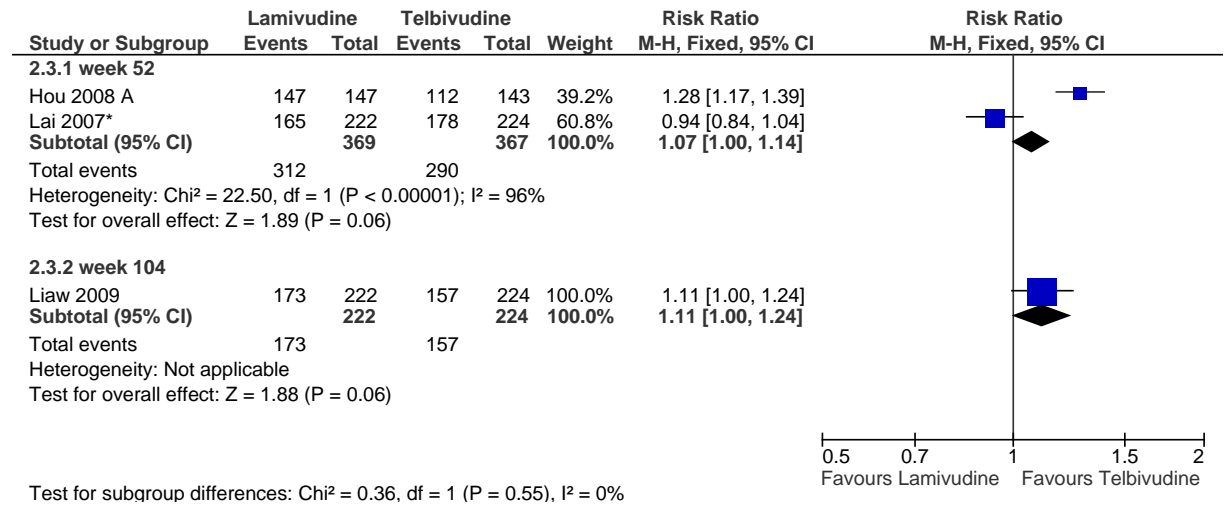 Lamivudine Telbivudine Risk Ratio Risk Ratio
Study or Subgroup Events Total Events Total Weight M-H, Fixed, 95% CI M-H, Fixed, 95% CI
2.3.1 week 52
Hou 2008 A 147 147 112 143 39.2% 1.28 [1.17, 1.39]
Lai 2007* 165 222 178 224 60.8% 0.94 [0.84, 1.04]
Subtotal (95% CI) 369 367 100.0% 1.07 [1.00, 1.14]
Total events 312 290
Heterogeneity: Chi² = 22.50, df = 1 (P < 0.00001); I² = 96%
Test for overall effect: Z = 1.89 (P = 0.06)
2.3.2 week 104
Liaw 2009 173 222 157 224 100.0% 1.11 [1.00, 1.24]
Subtotal (95% CI) 222 224 100.0% 1.11 [1.00, 1.24]
Total events 173 157
Heterogeneity: Not applicable
Test for overall effect: Z = 1.88 (P = 0.06)
0.5 0.7 1 1.5 2
Favours Lamivudine Favours Telbivudine
Test for subgroup differences: Chi² = 0.36, df = 1 (P = 0.55), I² = 0%